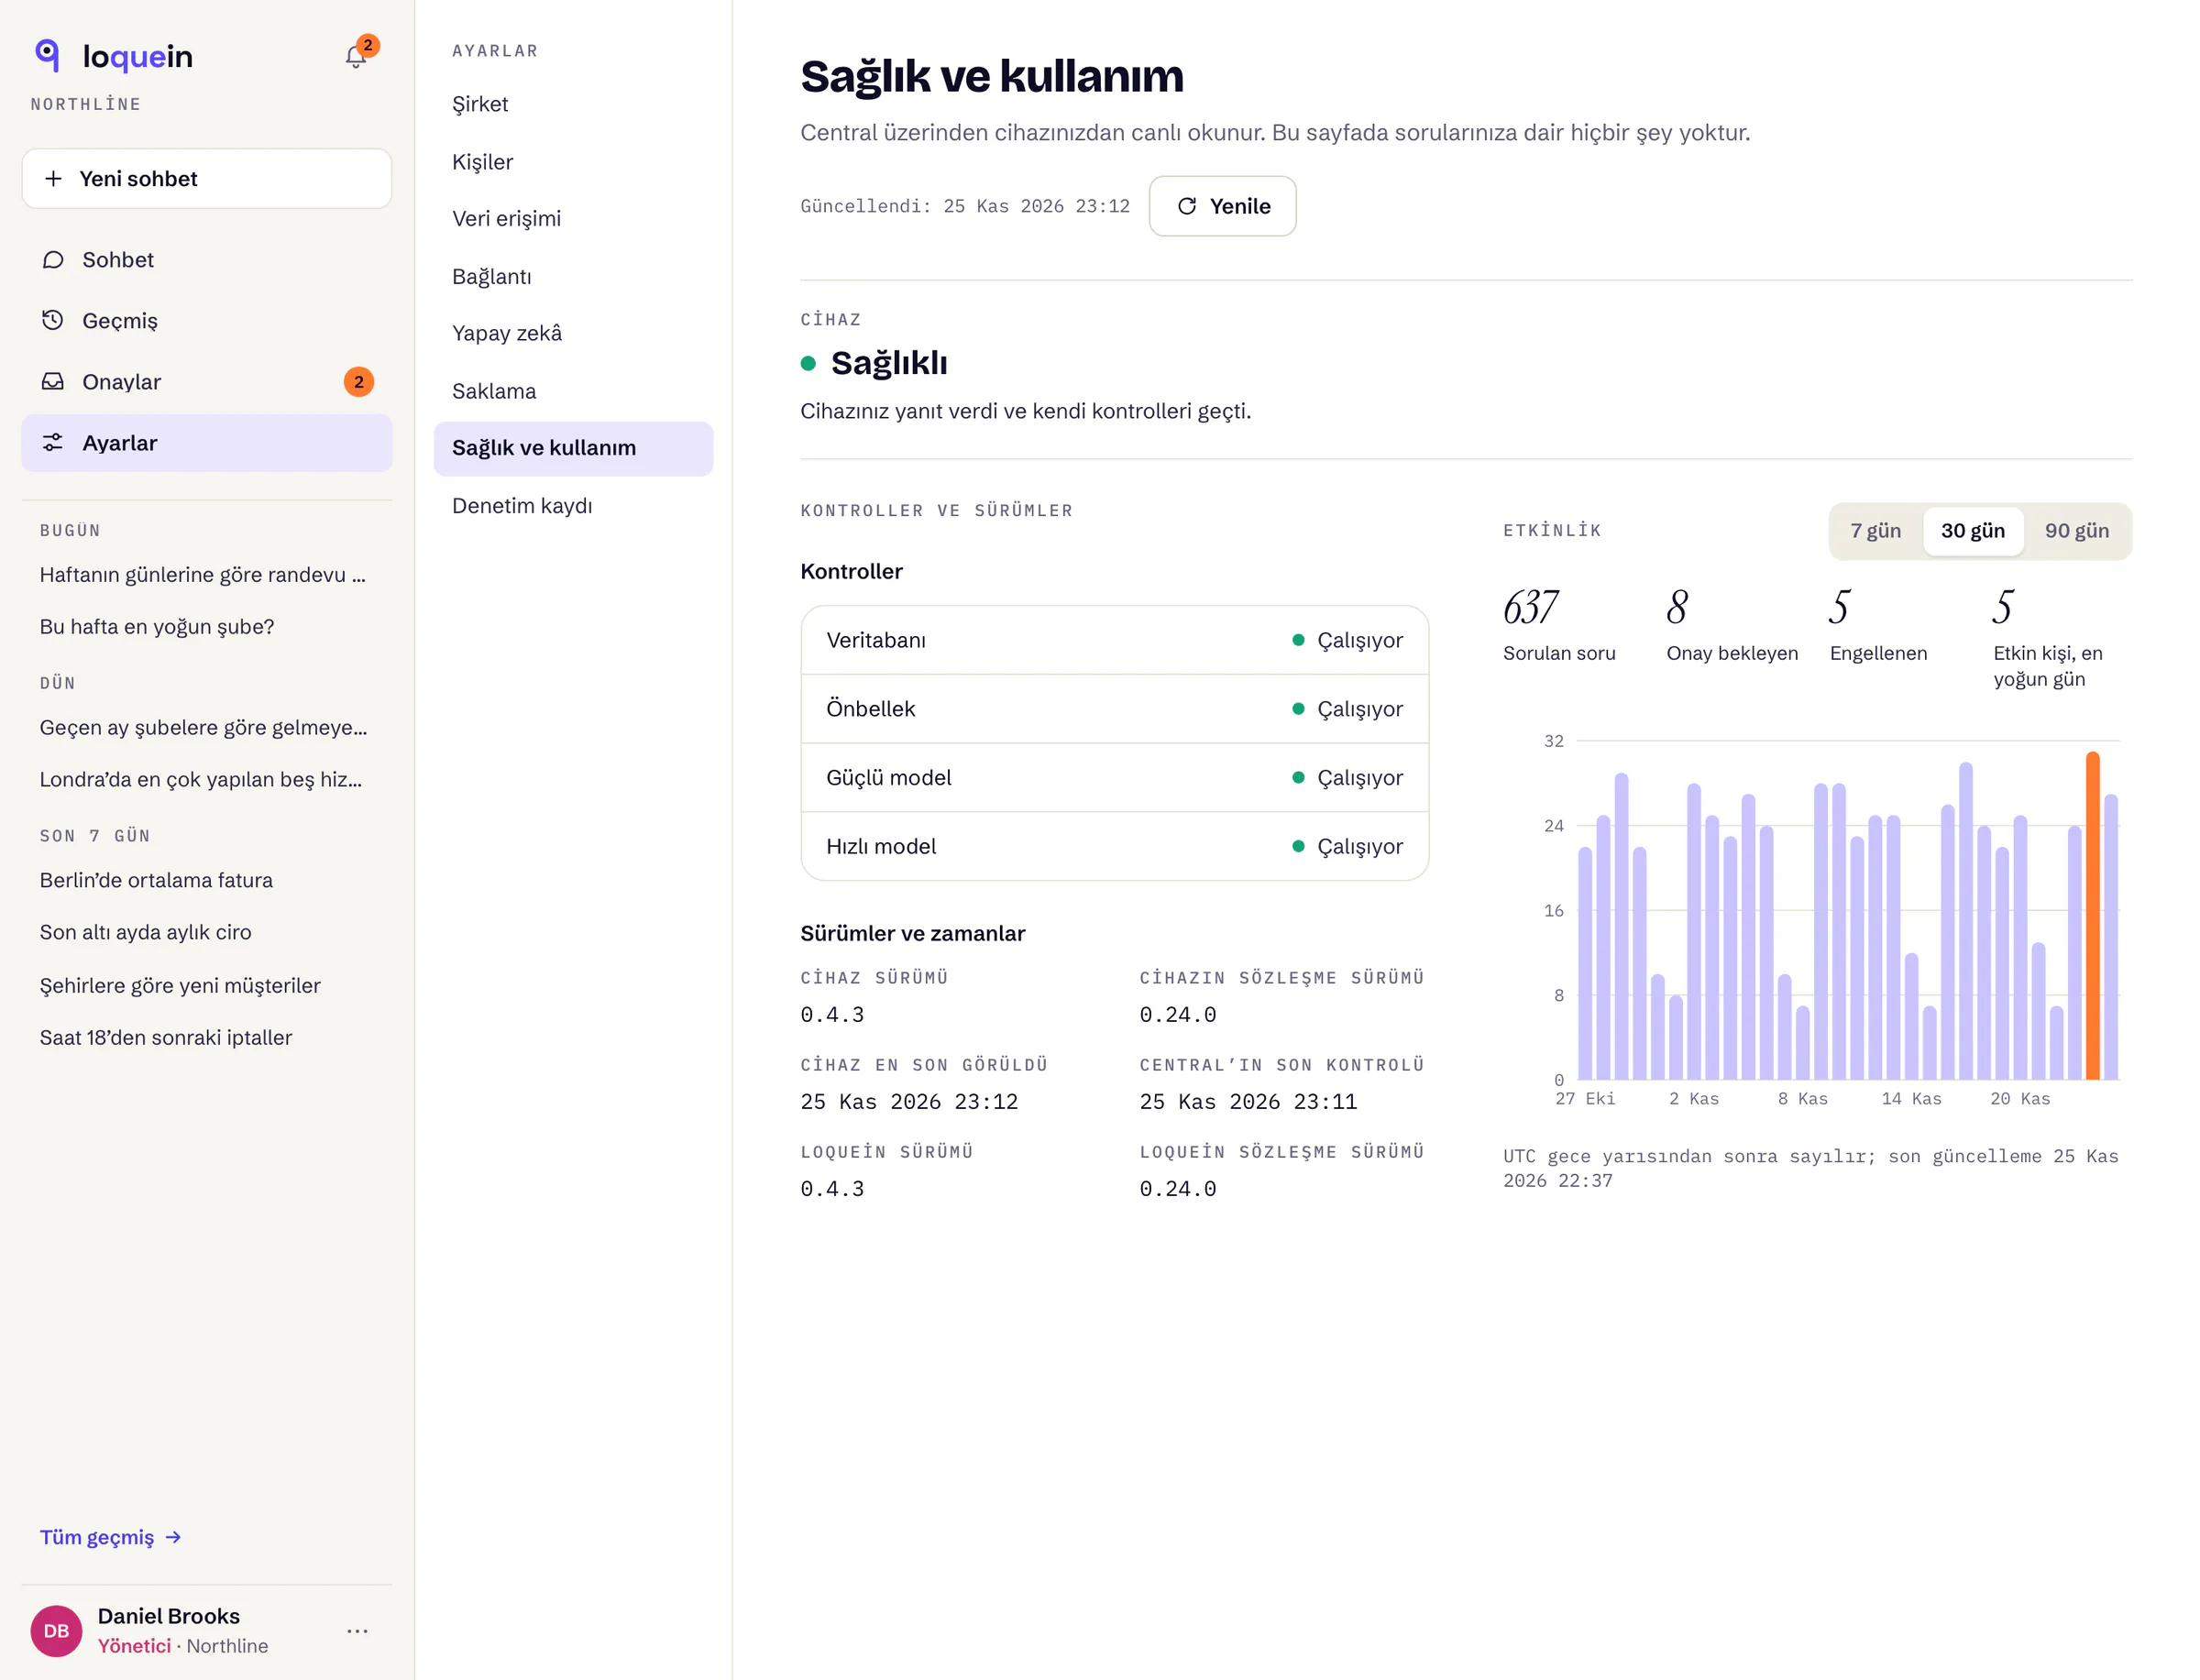 loquein
2
NORTHLİNE
Yeni sohbet
Sohbet
Geçmiş
Onaylar
2
Ayarlar
BUGÜN
Haftanın günlerine göre randevu ...
Bu hafta en yoğun şube?
DÜN
Geçen ay şubelere göre gelmeye...
Londra’da en çok yapılan beş hiz...
SON 7 GÜN
Berlin’de ortalama fatura
Son altı ayda aylık ciro
Şehirlere göre yeni müşteriler
Saat 18’den sonraki iptaller
Tüm geçmiş →
DB
Daniel Brooks
Yönetici · Northline
AYARLAR
Şirket
Kişiler
Veri erişimi
Bağlantı
Yapay zekâ
Saklama
Sağlık ve kullanım
Denetim kaydı
Sağlık ve kullanım
Central üzerinden cihazınızdan canlı okunur. Bu sayfada sorularınıza dair hiçbir şey yoktur.
Güncellendi: 25 Kas 2026 23:12
Yenile
CİHAZ
Sağlıklı
Cihazınız yanıt verdi ve kendi kontrolleri geçti.
KONTROLLER VE SÜRÜMLER
Kontroller
Veritabanı Çalışıyor
Önbellek Çalışıyor
Güçlü model Çalışıyor
Hızlı model Çalışıyor
Sürümler ve zamanlar
CİHAZ SÜRÜMÜ
0.4.3
CİHAZIN SÖZLEŞME SÜRÜMÜ
0.24.0
CİHAZ EN SON GÖRÜLDÜ
25 Kas 2026 23:12
CENTRAL’IN SON KONTROLÜ
25 Kas 2026 23:11
LOQUEİN SÜRÜMÜ
0.4.3
LOQUEİN SÖZLEŞME SÜRÜMÜ
0.24.0
ETKİNLİK
7 gün 30 gün 90 gün
637
Sorulan soru
8
Onay bekleyen
5
Engellenen
5
Etkin kişi, en
yoğun gün
32
24
16
8
0
27 Eki 2 Kas 8 Kas 14 Kas 20 Kas
UTC gece yarısından sonra sayılır; son güncelleme 25 Kas
2026 22:37